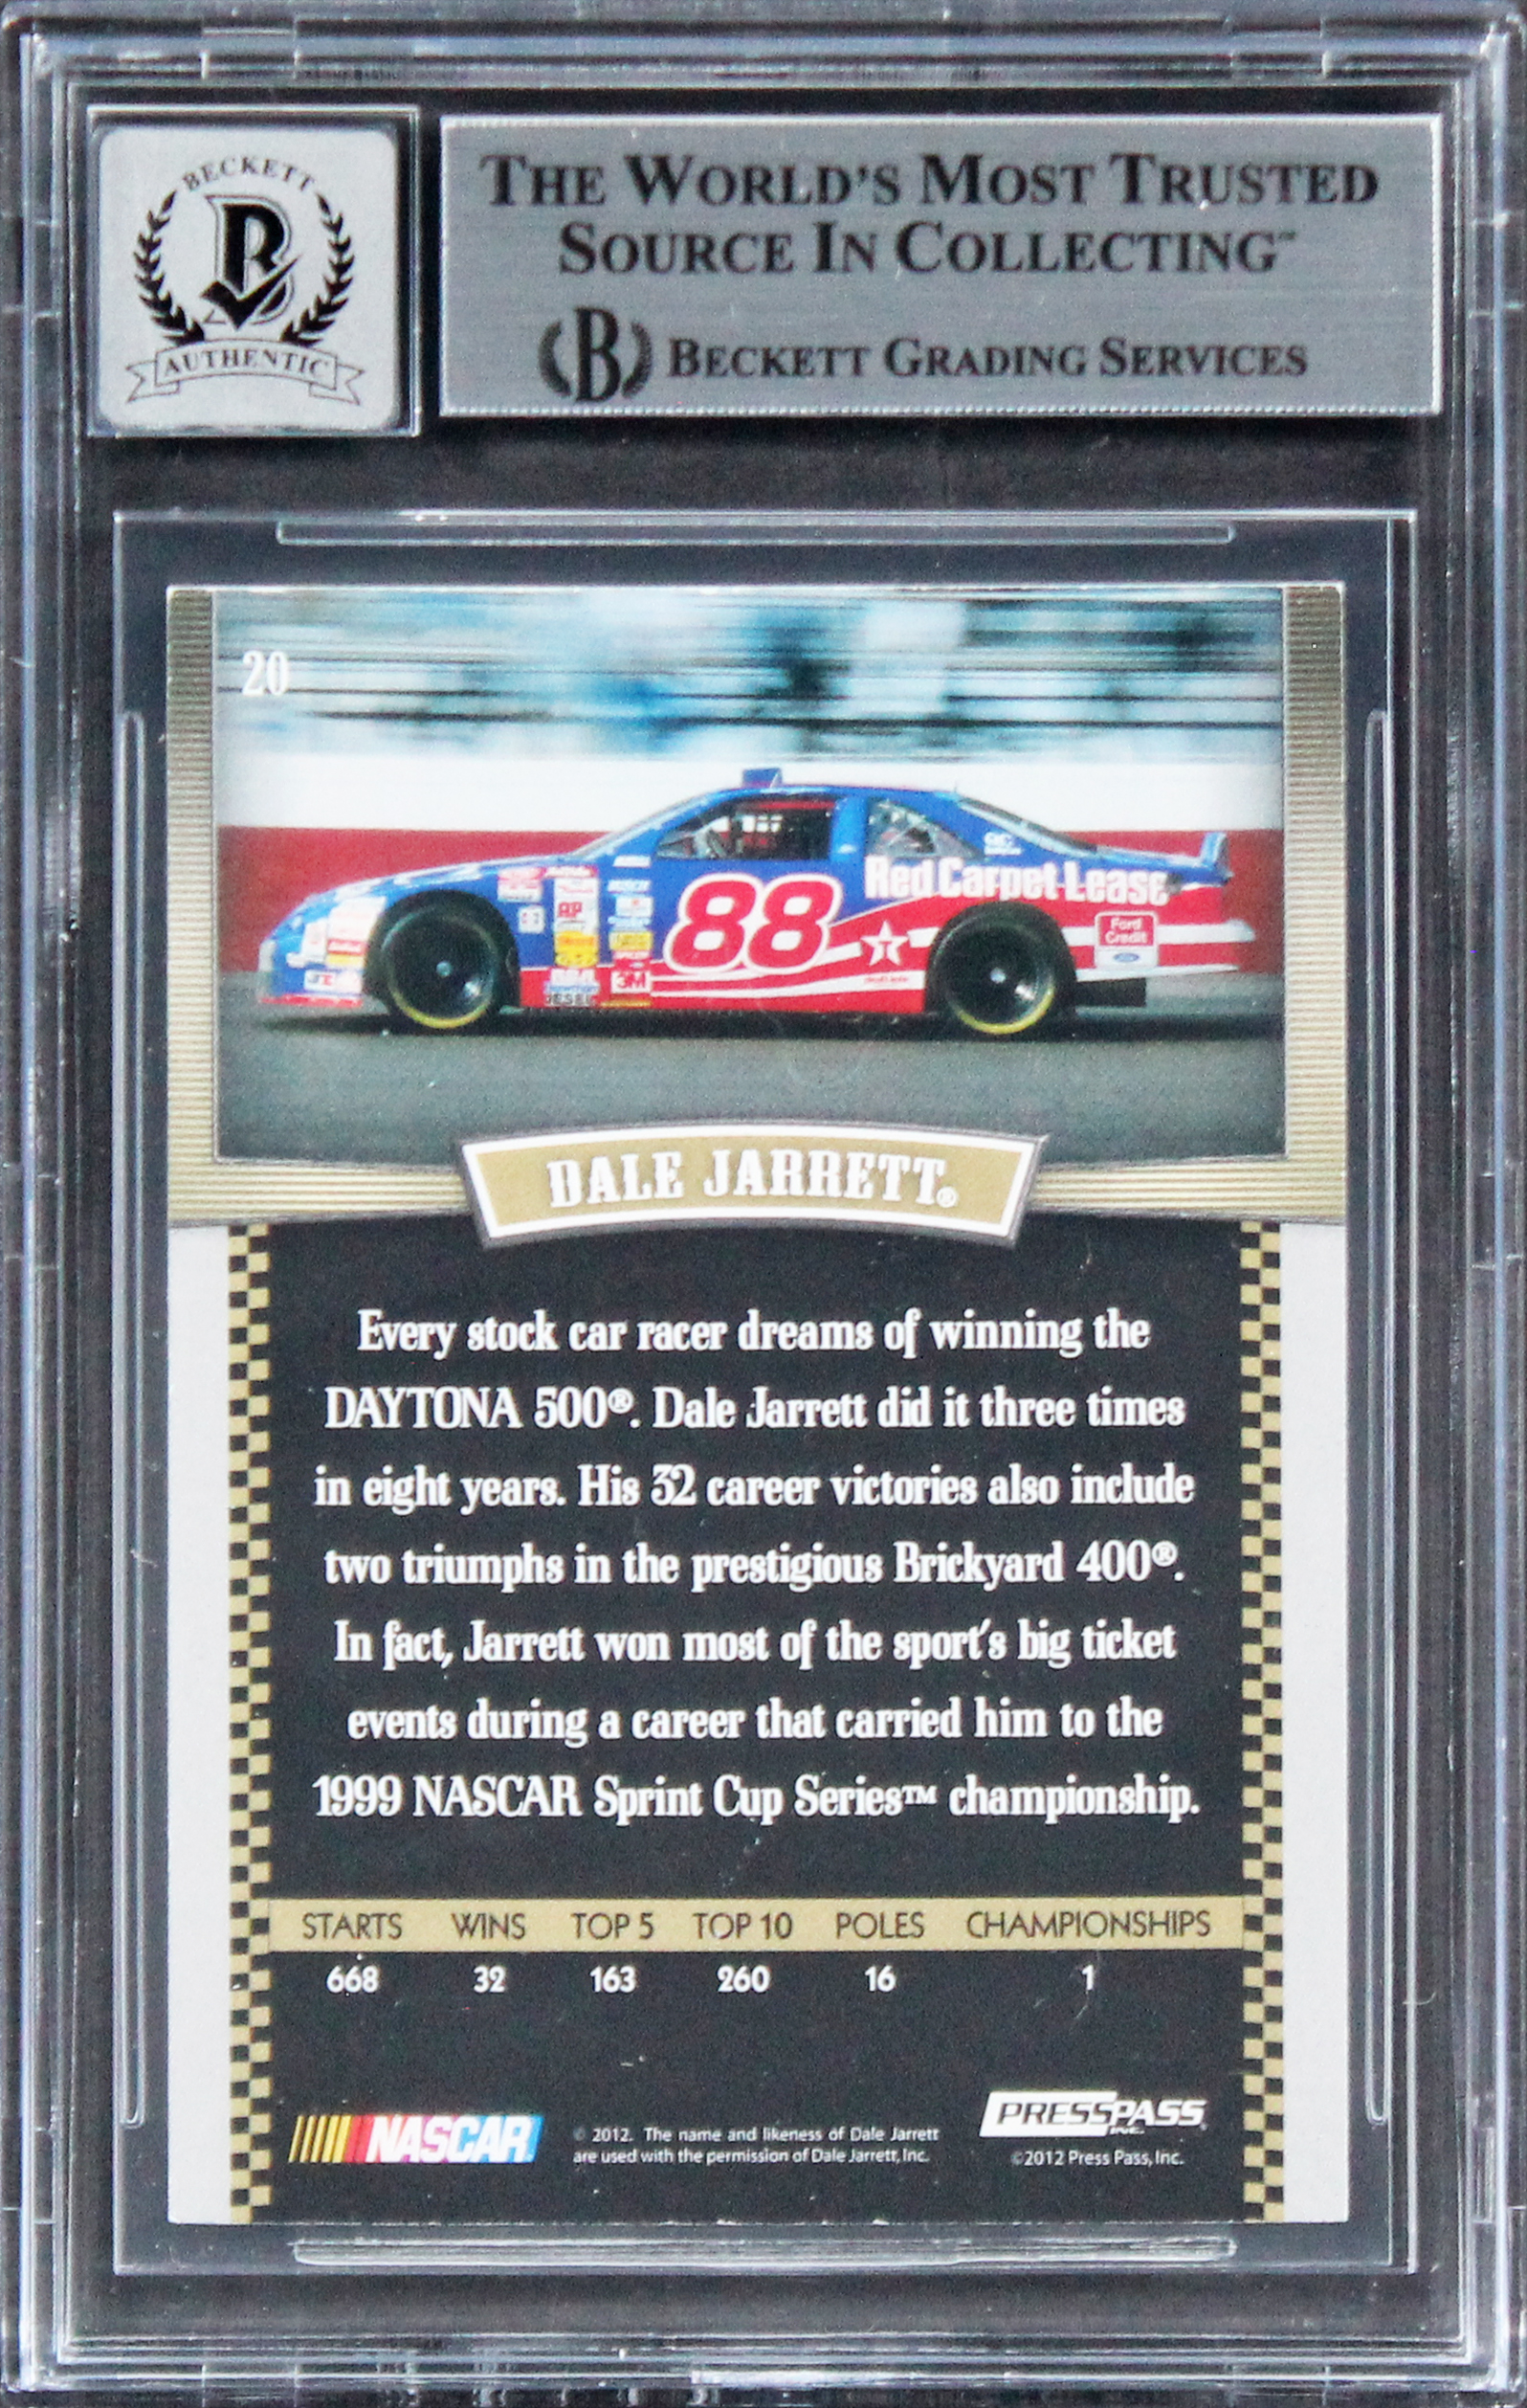 BECKETT
B
AUTHENTIC
THE WORLD'S MOST TRUSTED
SOURCE IN COLLECTING™
B BECKETT GRADING SERVICES
20
Red Carpet Lease
88
T
Ford
Credit
3M
DALE JARRETT®
Every stock car racer dreams of winning the
DAYTONA 500®. Dale Jarrett did it three times
in eight years. His 32 career victories also include
two triumphs in the prestigious Brickyard 400®.
In fact, Jarrett won most of the sport's big ticket
events during a career that carried him to the
1999 NASCAR Sprint Cup Series™ championship.
STARTS WINS TOP 5 TOP 10 POLES CHAMPIONSHIPS
668 32 163 260 16 1
NASCAR
© 2012. The name and likeness of Dale Jarrett
are used with the permission of Dale Jarrett, Inc.
PRESSPASS
INC.
©2012 Press Pass, Inc.